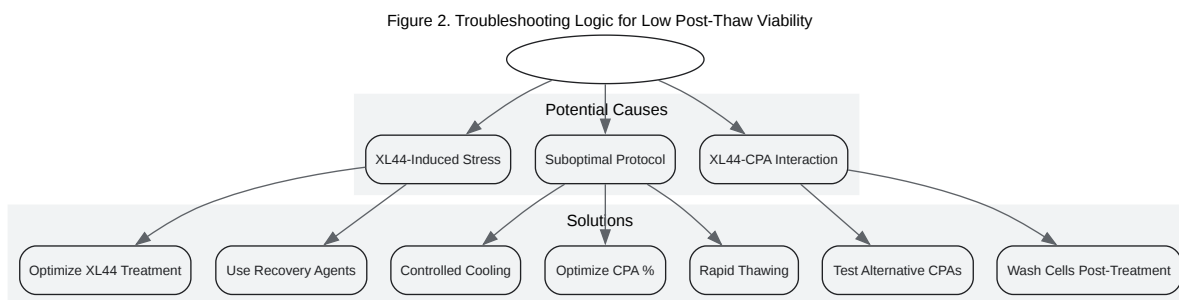 Figure 2. Troubleshooting Logic for Low Post-Thaw Viability
Potential Causes
XL44-Induced Stress
Suboptimal Protocol
XL44-CPA Interaction
Solutions
Optimize XL44 Treatment
Use Recovery Agents
Controlled Cooling
Optimize CPA %
Rapid Thawing
Test Alternative CPAs
Wash Cells Post-Treatment